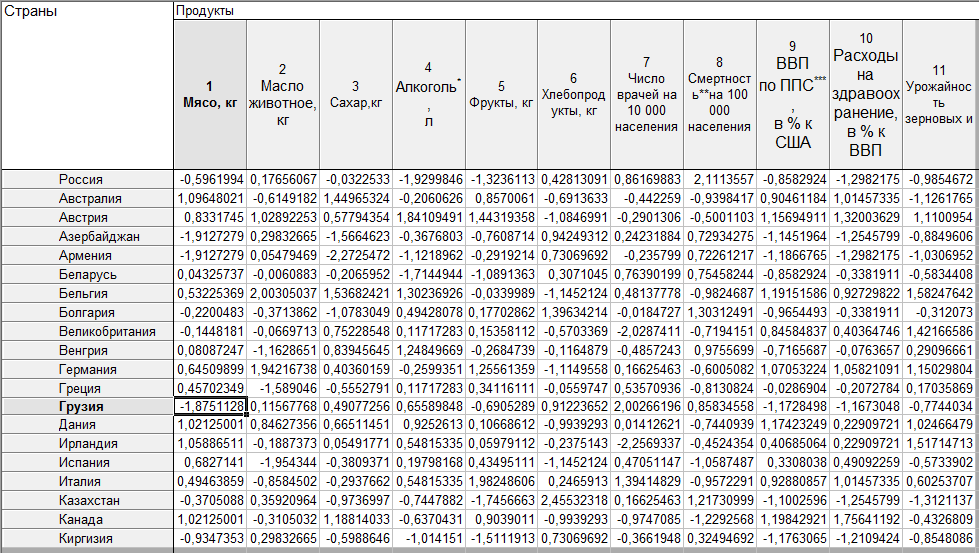 Страны Продукты
1 Мясо, кг 2 Масло животное, кг 3 Сахар,кг 4 Алкоголь*, л 5 Фрукты, кг 6 Хлебопрод укты, кг 7 Число врачей на 10 000 населения 8 Смертност ь**на 100 000 населения 9 ВВП по ППС***, в % к США 10 Расходы на здравоох ранение, в % к ВВП 11 Урожайнос ть зерновых и
Россия -0,5961994 0,17656067 -0,0322533 -1,9299846 -1,3236113 0,42813091 0,86169883 2,1113557 -0,8582924 -1,2982175 -0,9854672
Австралия 1,09648021 -0,6149182 1,44965324 -0,2060626 0,8570061 -0,6913633 -0,442259 -0,9398417 0,90461184 1,01457335 -1,1261765
Австрия 0,8331745 1,02892253 0,57794354 1,84109491 1,44319358 -1,0846991 -0,2901306 -0,5001103 1,15694911 1,32003629 1,1100954
Азербайджан -1,9127279 0,29832665 -1,5664623 -0,3676803 -0,7608714 0,94249312 0,24231884 0,72934275 -1,1451964 -1,2545799 -0,8849606
Армения -1,9127279 0,05479469 -2,2725472 -1,1218962 -0,2919214 0,73069692 -0,235799 0,72261217 -1,1866765 -1,2982175 -1,0306952
Беларусь 0,04325737 -0,0060883 -0,2065952 -1,7144944 -1,0891363 0,3071045 0,76390199 0,75458244 -0,8582924 -0,3381911 -0,5834408
Бельгия 0,53225369 2,00305037 1,53682421 1,30236926 -0,0339989 -1,1452124 0,48137778 -0,9824687 1,19151586 0,92729822 1,58247642
Болгария -0,2200483 -0,3713862 -1,0783049 0,49428078 0,17702862 1,39634214 -0,0184727 1,30312491 -0,9654493 -0,3381911 -0,312073
Великобритания -0,1448181 -0,0669713 0,75228548 0,11717283 0,15358112 -0,5703369 -2,0287411 -0,7194151 0,84584837 0,40364746 1,42166586
Венгрия 0,08087247 -1,1628651 0,83945645 1,24849669 -0,2684739 -0,1164879 -0,4857243 0,9755699 -0,7165687 -0,0763657 0,29096661
Германия 0,64509899 1,94216738 0,40360159 -0,2599351 1,25561359 -1,1149558 0,16625463 -0,6005082 1,07053224 1,05821091 1,15029804
Греция 0,45702349 -1,589046 -0,5552791 0,11717283 0,34116111 -0,0559747 0,53570936 -0,8130824 -0,0286904 -0,2072784 0,17035869
Грузия -1,8751128 0,11567768 0,49077256 0,65589848 -0,6905289 0,91223652 2,00266196 0,85834558 -1,1728498 -1,1673048 -0,7744034
Дания 1,02125001 0,84627356 0,66511451 0,9252613 0,10668612 -0,9939293 0,01412621 -0,7440939 1,17423249 0,22909721 1,02466479
Ирландия 1,05886511 -0,1887373 0,05491771 0,54815335 0,05979112 -0,2375143 -2,2569337 -0,4524354 0,40685064 0,22909721 1,51714713
Испания 0,6827141 -1,954344 -0,3809371 0,19798168 0,43495111 -1,1452124 0,47051147 -1,0587487 0,3308038 0,49092259 -0,5733902
Италия 0,49463859 -0,8584502 -0,2937662 0,54815335 1,98248606 0,2465913 1,39414829 -0,9572291 0,92880857 1,01457335 0,60253707
Казахстан -0,3705088 0,35920964 -0,9736997 -0,7447882 -1,7456663 2,45532318 0,16625463 1,21730999 -1,1002596 -1,2545799 -1,3121137
Канада 1,02125001 -0,3105032 1,18814033 -0,6370431 0,9039011 -0,9939293 -0,9747085 -1,2292568 1,19842921 1,75641192 -0,4326809
Киргизия -0,9347353 0,29832665 -0,5988646 -1,014151 -1,5111913 0,73069692 -0,3661948 0,32494692 -1,1763065 -1,2109424 -0,8548086